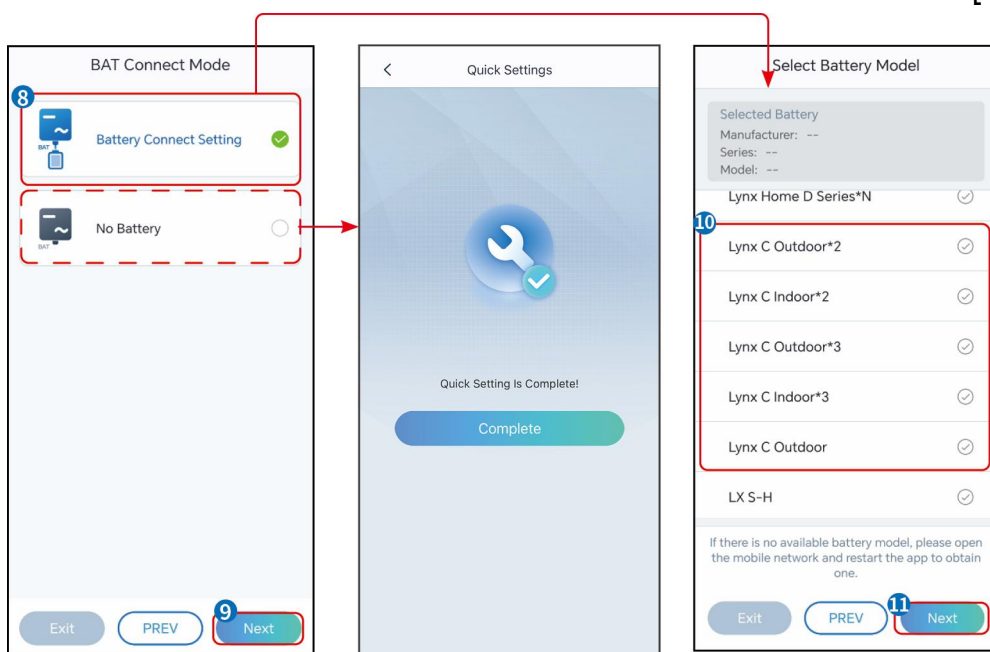 BAT Connect Mode
8
BAT
Battery Connect Setting
BAT
No Battery
Exit
PREV
9
Next
Quick Settings
Quick Setting Is Complete!
Complete
Select Battery Model
Selected Battery
Manufacturer: --
Series: --
Model: --
Lynx Home D Series*N
10
Lynx C Outdoor*2
Lynx C Indoor*2
Lynx C Outdoor*3
Lynx C Indoor*3
Lynx C Outdoor
LX S-H
If there is no available battery model, please open
the mobile network and restart the app to obtain
one.
Exit
PREV
11
Next